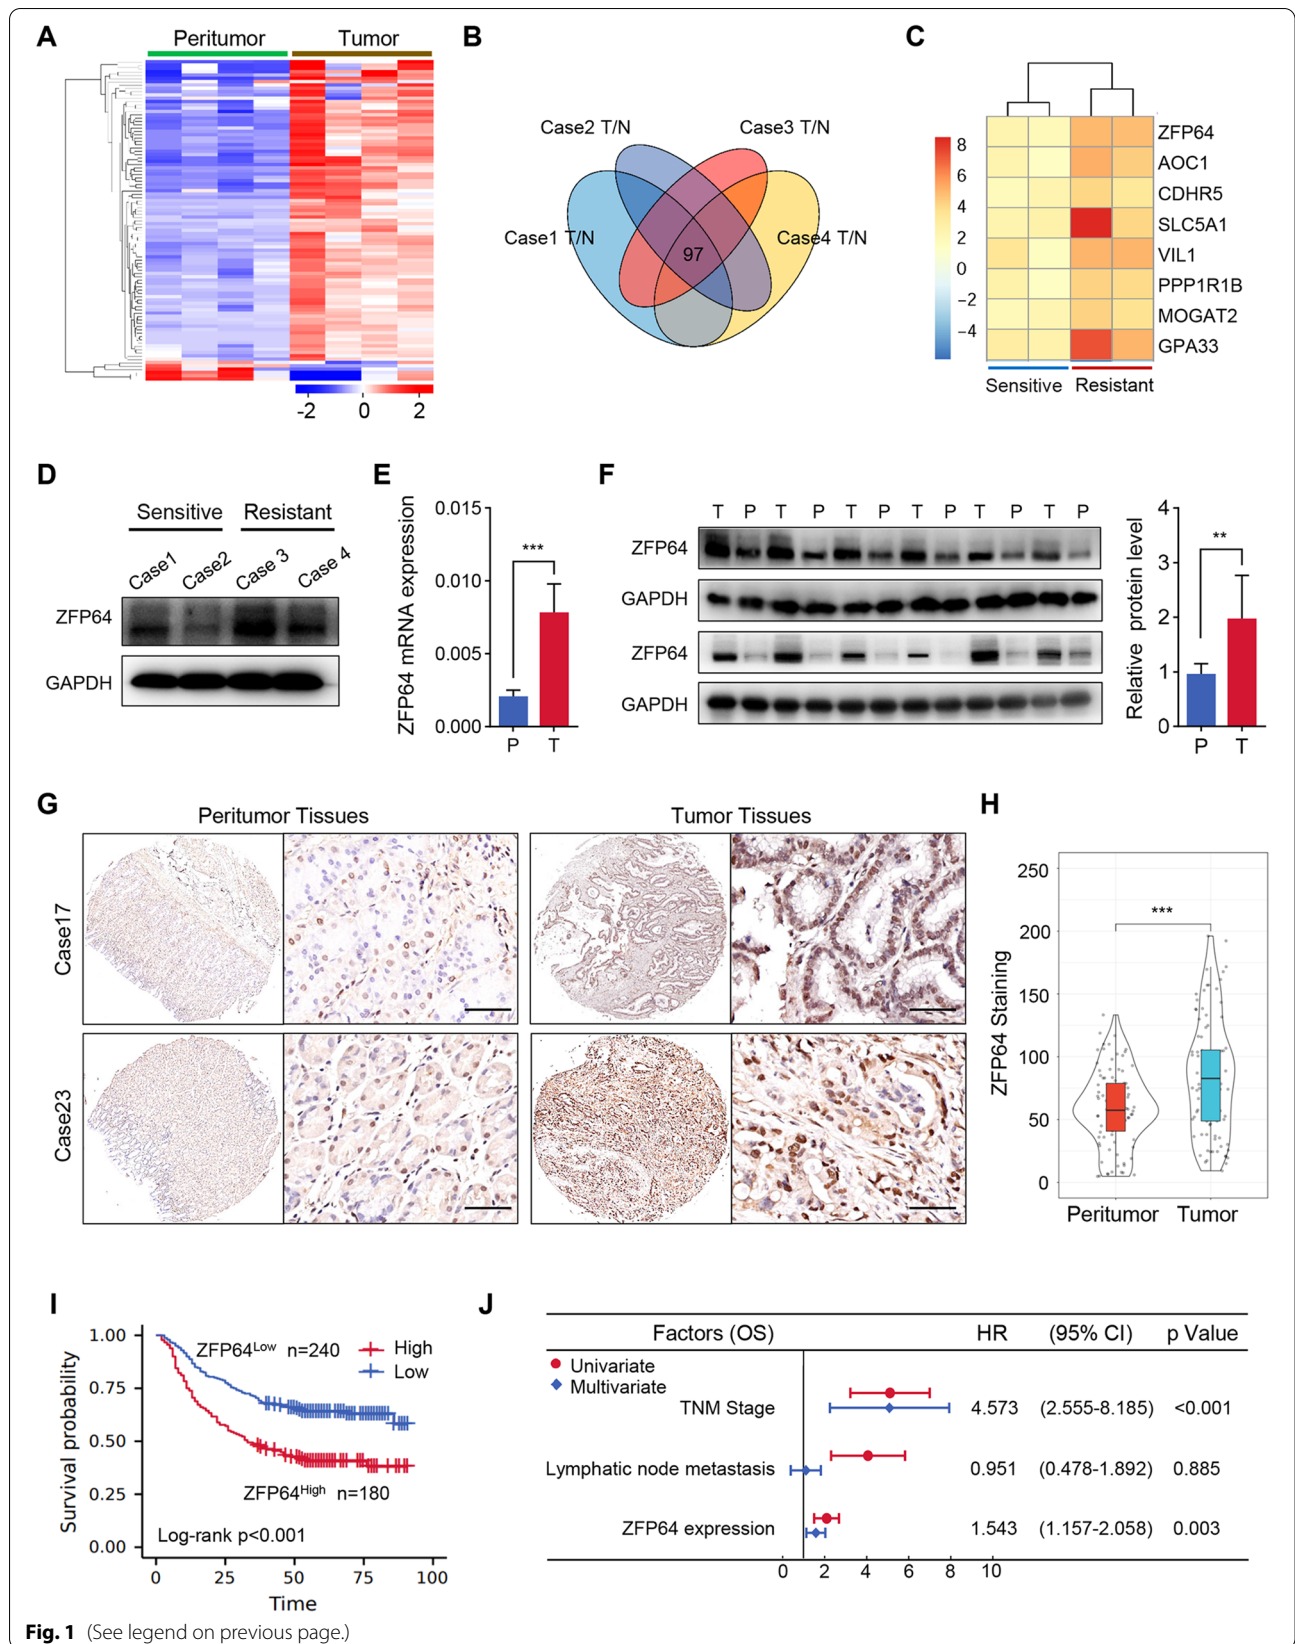 A
Peritumor Tumor
-2 0 2
B
Case2 T/N Case3 T/N
Case1 T/N Case4 T/N
97
C
8
6
4
2
0
−2
−4
ZFP64
AOC1
CDHR5
SLC5A1
VIL1
PPP1R1B
MOGAT2
GPA33
Sensitive Resistant
D
Sensitive Resistant
Case1 Case2 Case 3 Case 4
ZFP64
GAPDH
E
ZFP64 mRNA expression
0.015
0.010
0.005
0.000
***
P T
F
T P T P T P T P T P T P
ZFP64
GAPDH
ZFP64
GAPDH
Relative protein level
4
3
2
1
0
**
P T
G
Peritumor Tissues Tumor Tissues
Case17
Case23
H
ZFP64 Staining
250
200
150
100
50
0
***
Peritumor Tumor
I
Survival probability
1.00
0.75
0.50
0.25
0.00
ZFP64Low n=240
High
Low
ZFP64High n=180
Log-rank p<0.001
0 25 50 75 100
Time
J
Factors (OS) HR (95% CI) p Value
Univariate
Multivariate
TNM Stage 4.573 (2.555-8.185) <0.001
Lymphatic node metastasis 0.951 (0.478-1.892) 0.885
ZFP64 expression 1.543 (1.157-2.058) 0.003
0 2 4 6 8 10
Fig. 1 (See legend on previous page.)